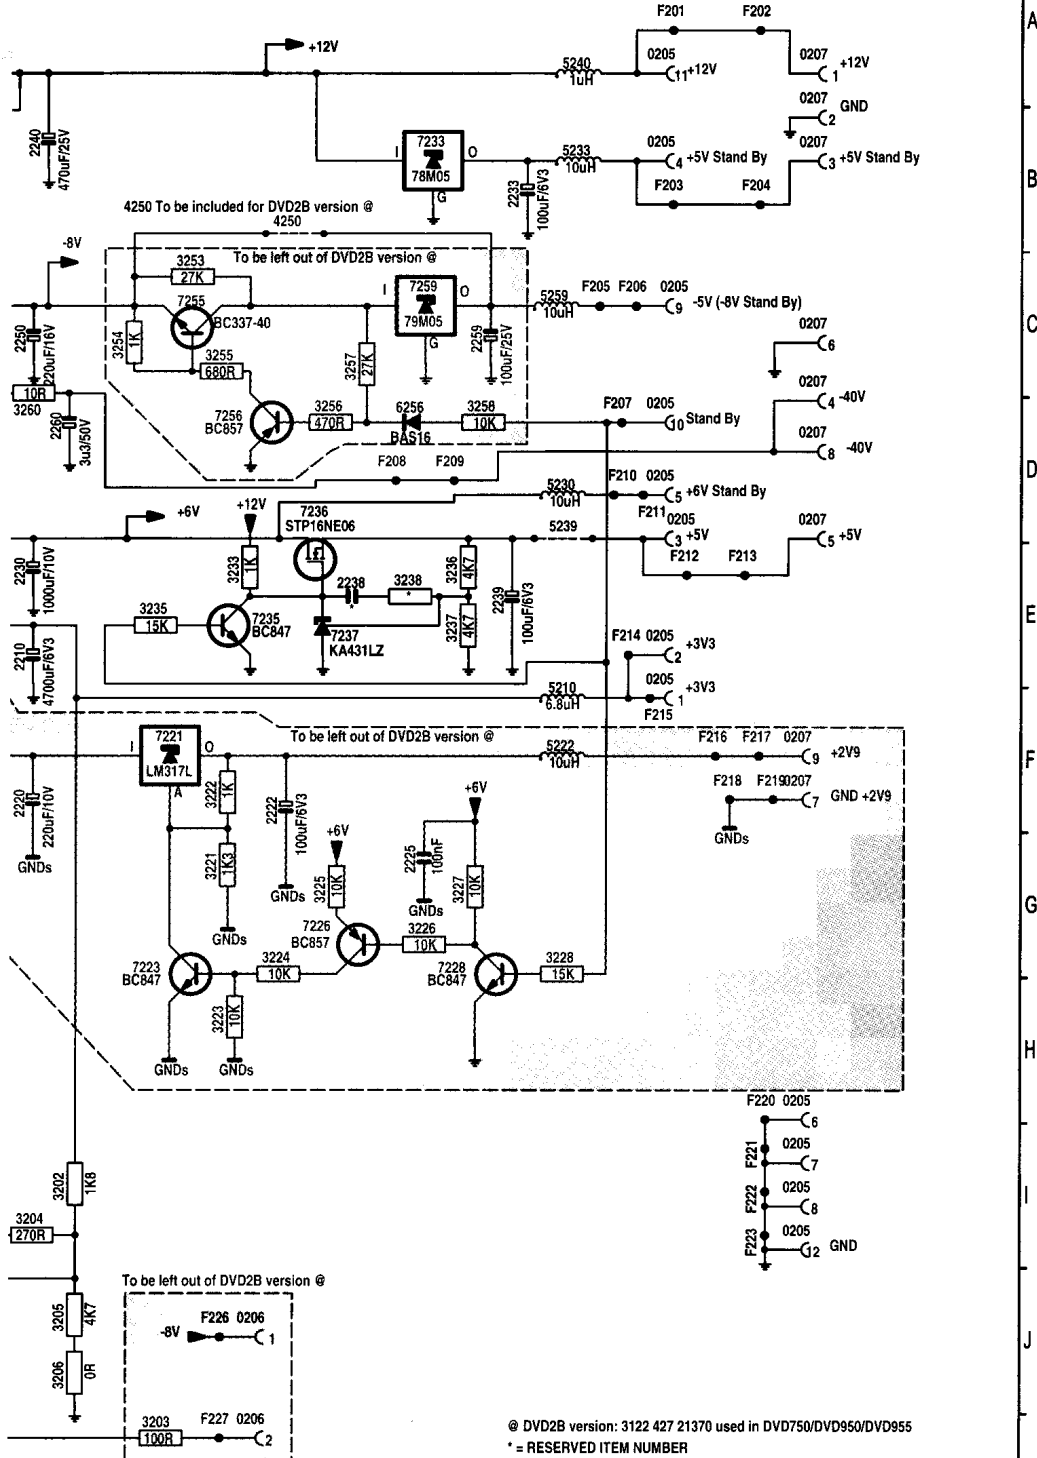 F201 F202 A
+12V
5240
1uH
0205
11 +12V
0207
1 +12V
0207
2 GND
2240
470uF/25V
I 7233 O
78M05
G
5233
10uH
0205
4 +5V Stand By
0207
3 +5V Stand By
B
2233
100uF/6V3
F203 F204
4250 To be included for DVD2B version @
4250
-8V
To be left out of DVD2B version @
3253
27K
7255
BC337-40
I 7259 O
79M05
G
5259
10uH
F205 F206 0205
9 -5V (-8V Stand By)
C
2250
220uF/16V
3254
1K
3255
680R
3257
27K
2259
100uF/25V
0207
6
10R
3260
2260
3u3/50V
7256
BC857
3256
470R
6256
BAS16
3258
10K
F207 0205
10 Stand By
0207
4 -40V
0207
8 -40V
D
F208 F209
5230
10uH
F210 0205
5 +6V Stand By
F211
+6V
+12V
7236
STP16NE06
5239
0205
3 +5V
0207
5 +5V
F212 F213
2230
1000uF/10V
3233
1K
2238
*
3238
*
3236
4K7
2239
100uF/6V3
E
3235
15K
7235
BC847
7237
KA431LZ
3237
4K7
2210
4700uF/6V3
F214 0205
2 +3V3
5210
6.8uH
0205
1 +3V3
F215
To be left out of DVD2B version @
I 7221 O
LM317L
A
5222
10uH
F216 F217 0207
9 +2V9
F
2220
220uF/10V
GNDs
3222
1K
2222
100uF/6V3
+6V
F218 F219 0207
7 GND +2V9
GNDs
3221
1K3
+6V
3225
10K
2225
100nF
3227
10K
GNDs
GNDs
GNDs
G
7226
BC857
3226
10K
7223
BC847
3224
10K
7228
BC847
3228
15K
3223
10K
GNDs GNDs
H
F220 0205
6
F221 0205
7
F222 0205
8
F223 0205
12 GND
3202
1K8
I
3204
270R
To be left out of DVD2B version @
3205
4K7
-8V F226 0206
1
J
3206
0R
3203
100R
F227 0206
2
@ DVD2B version: 3122 427 21370 used in DVD750/DVD950/DVD955
* = RESERVED ITEM NUMBER